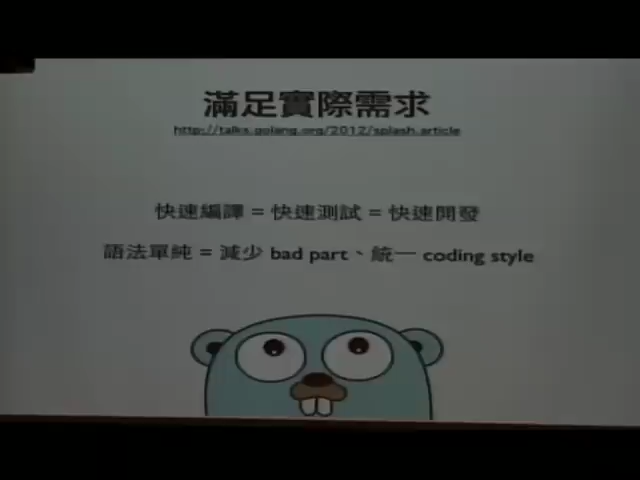 滿足實際需求
http://talks.golang.org/2012/splash.article
快速編譯 = 快速測試 = 快速開發
語法單純 = 減少 bad part、統一 coding style